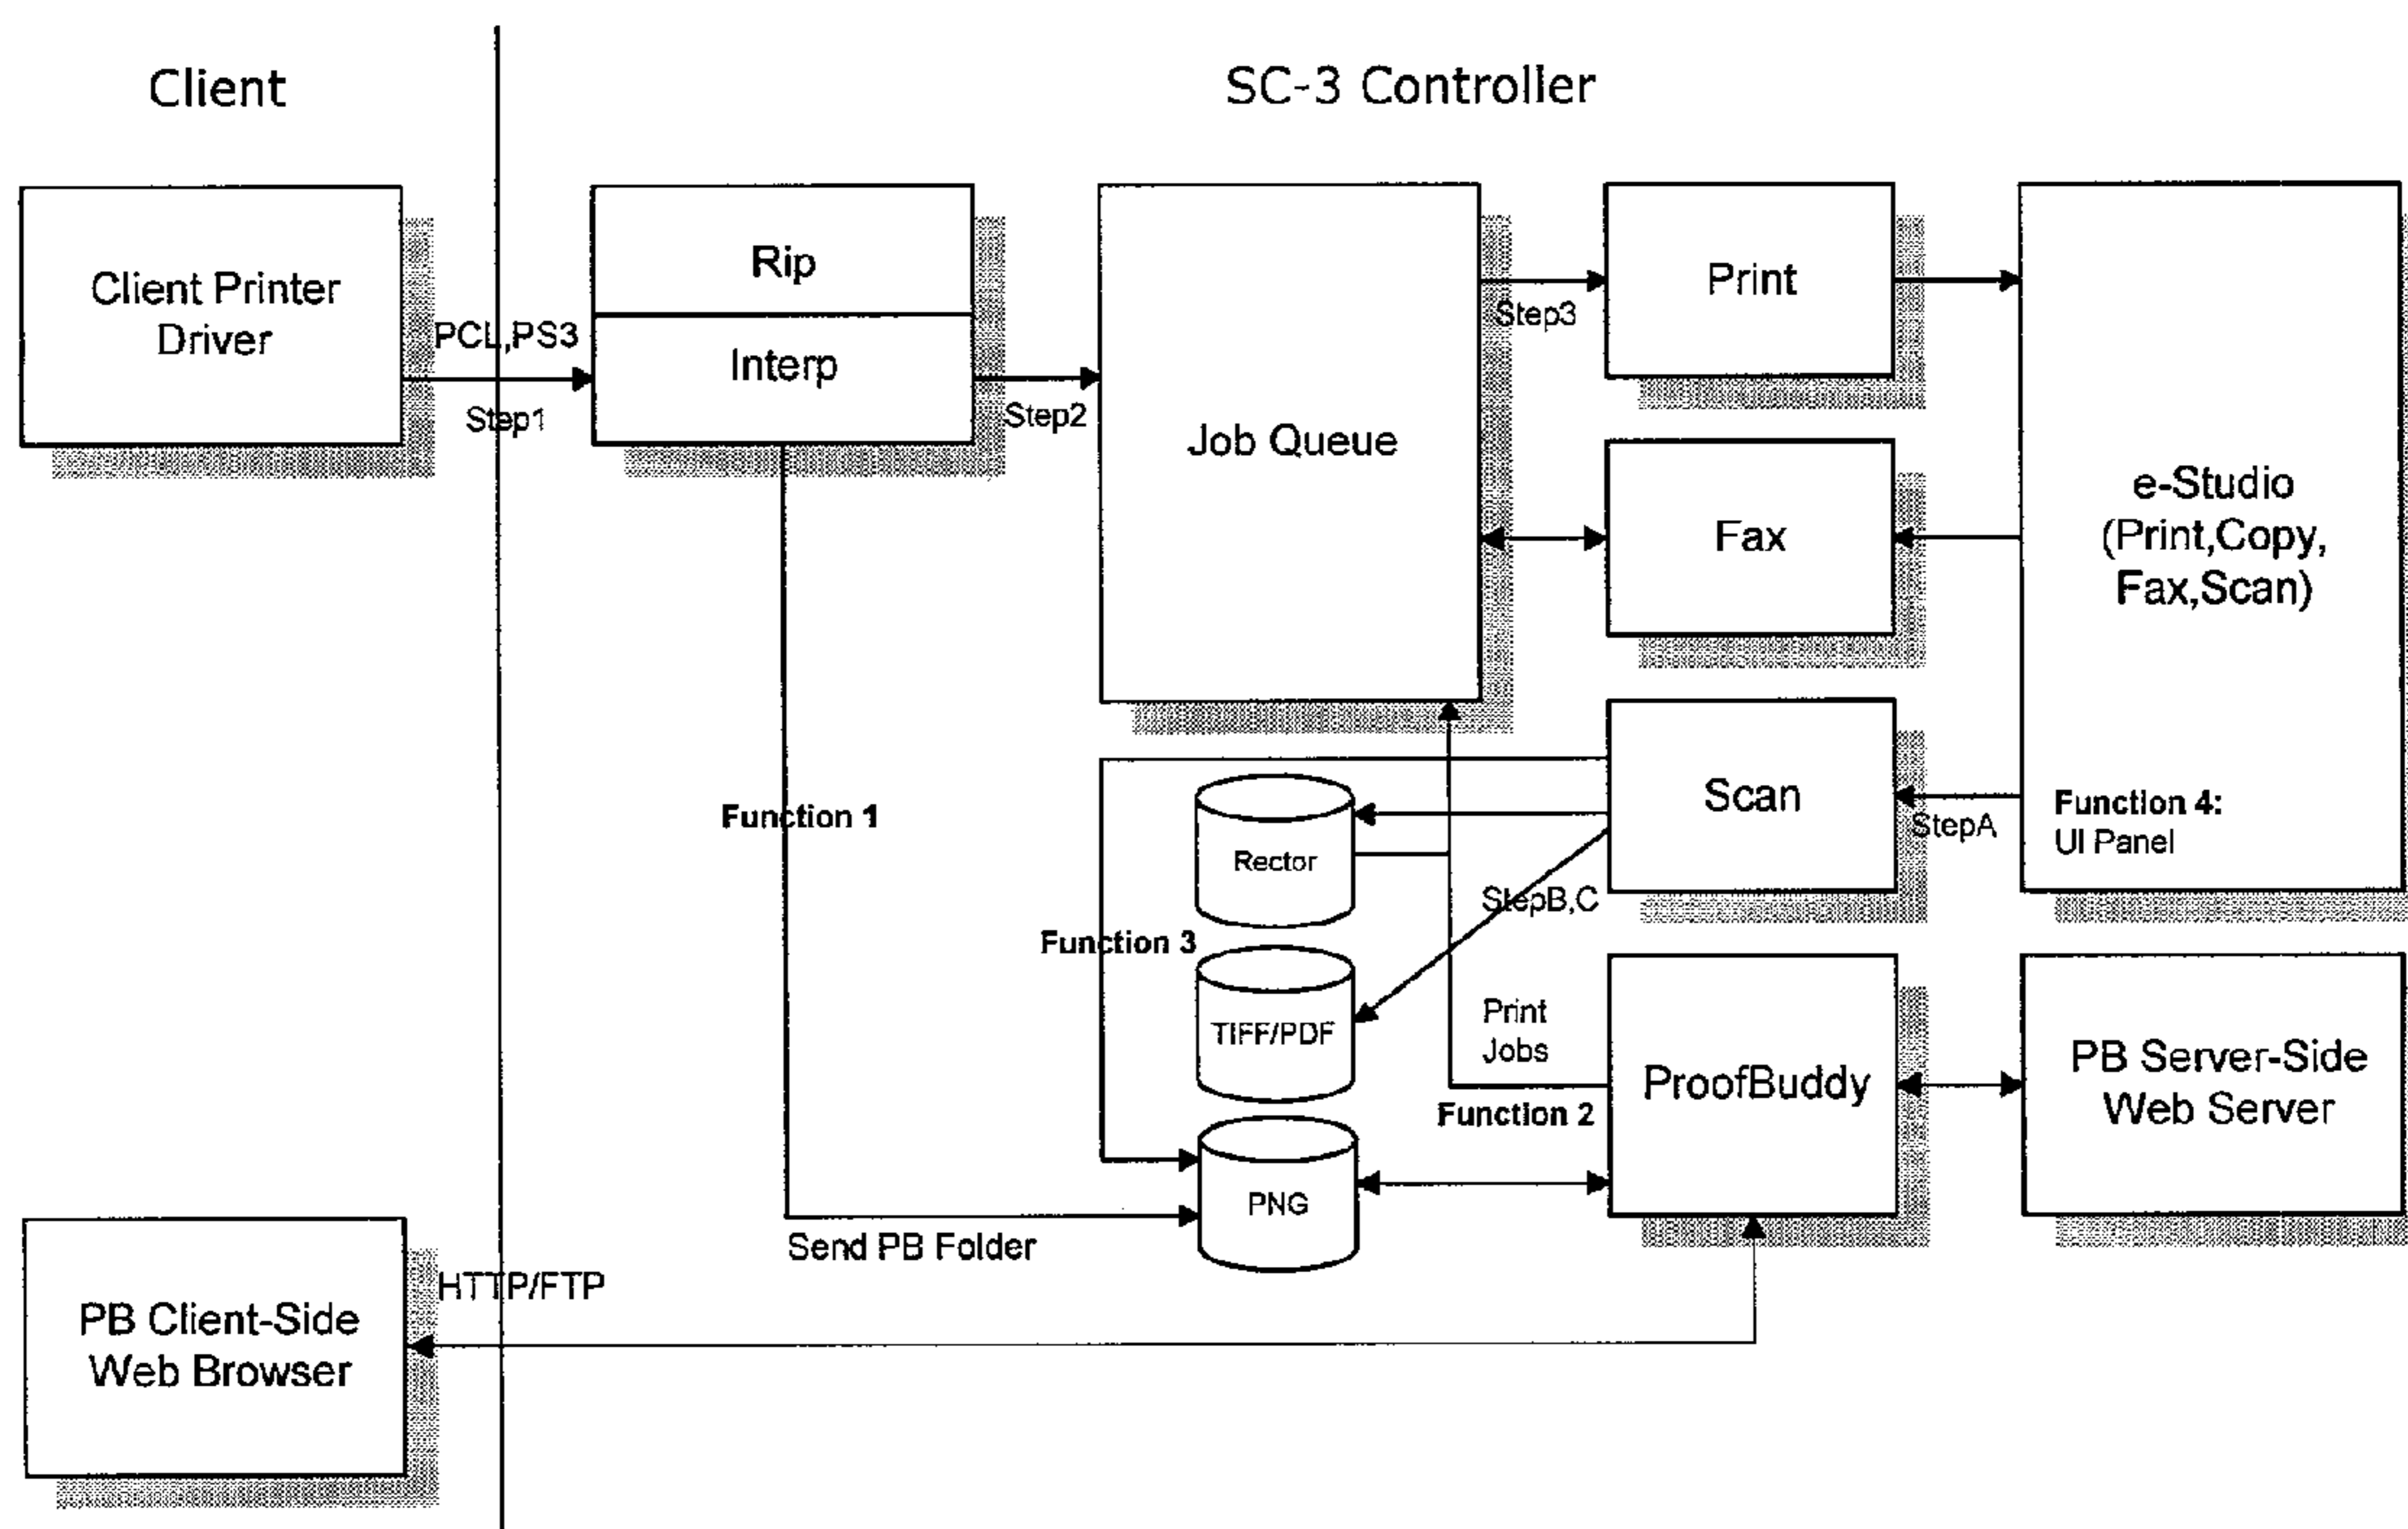 Client
SC-3 Controller
Client Printer
Driver
PCL,PS3
Step1
Rip
Interp
Step2
Job Queue
Step3
Print
Fax
e-Studio
(Print,Copy,
Fax,Scan)
Function 4:
UI Panel
Scan
StepA
Function 1
Rector
StepB,C
Function 3
TIFF/PDF
Print
Jobs
Function 2
ProofBuddy
PB Server-Side
Web Server
PNG
Send PB Folder
HTTP/FTP
PB Client-Side
Web Browser